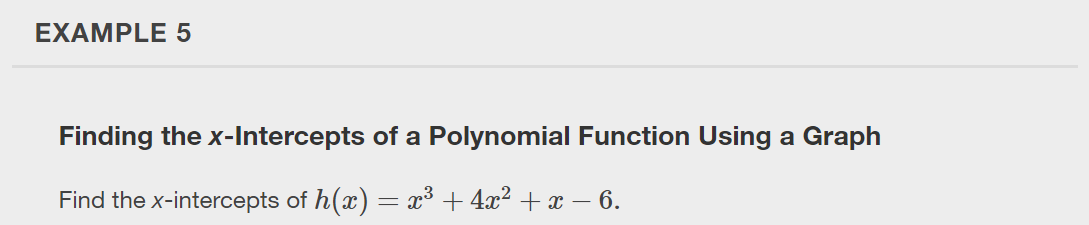 EXAMPLE 5
Finding the x-Intercepts of a Polynomial Function Using a Graph
Find the x-intercepts of h(x) = x³ + 4x² + x − 6.